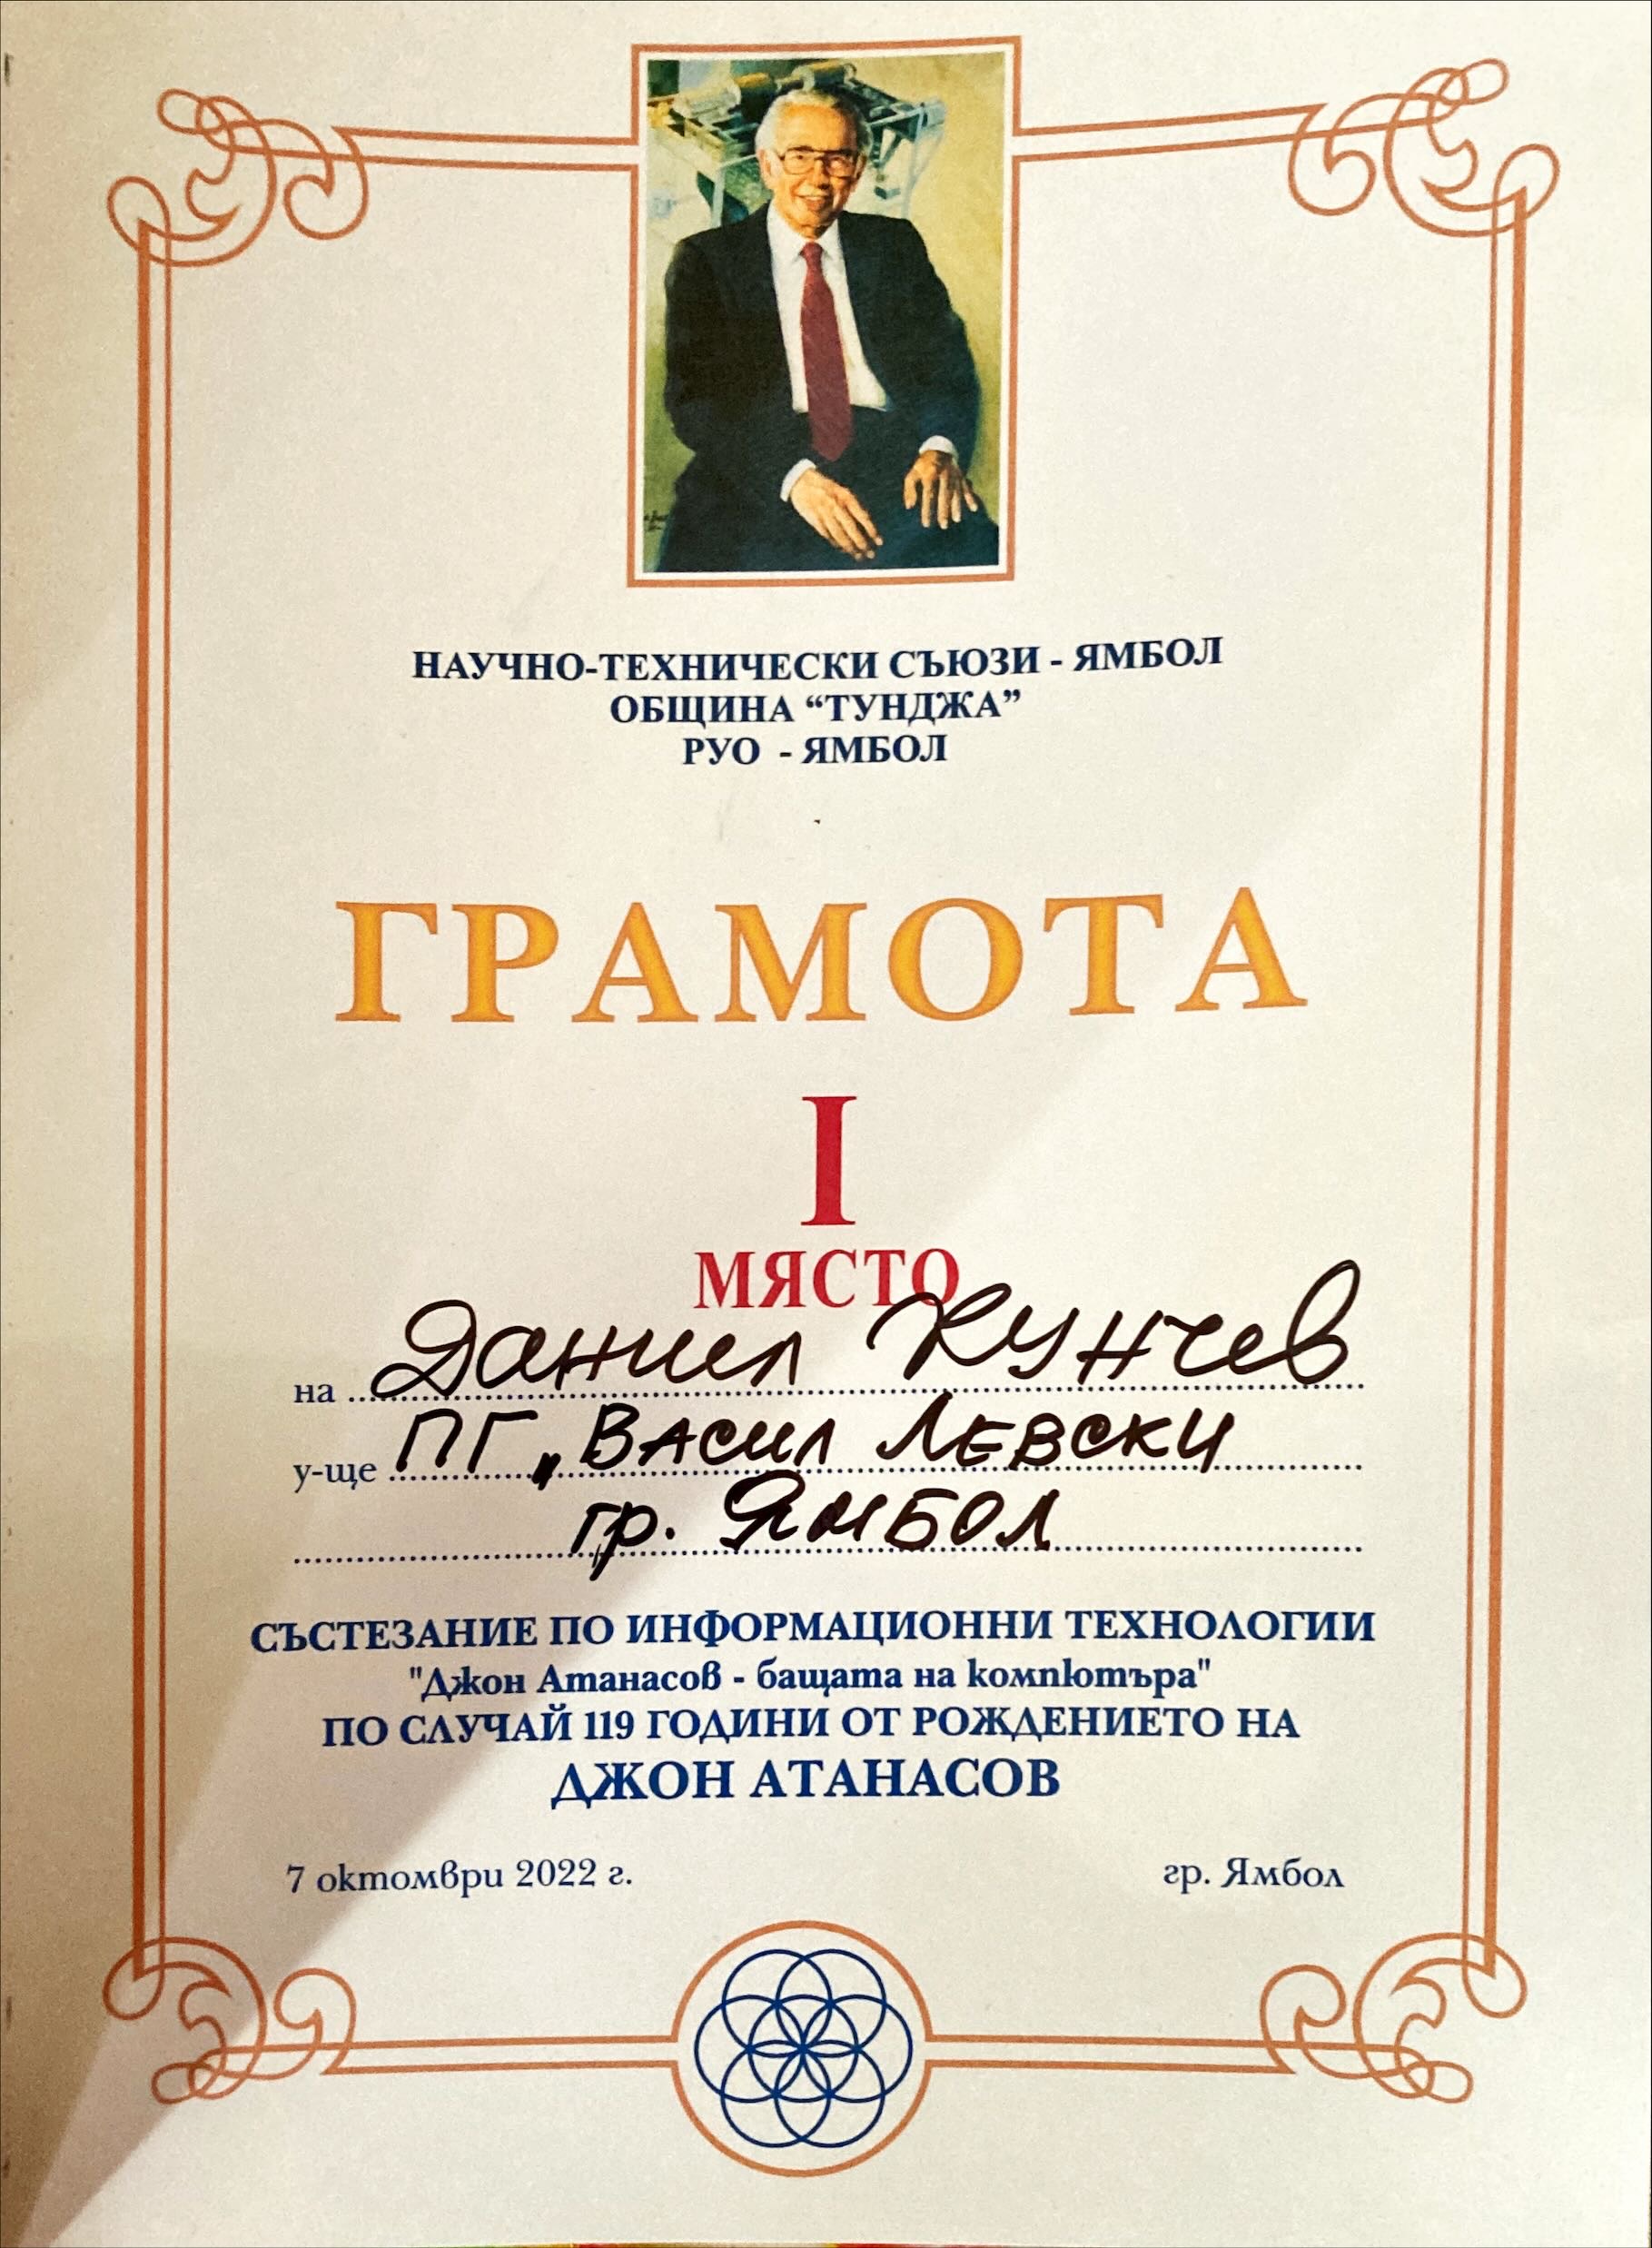 НАУЧНО-ТЕХНИЧЕСКИ СЪЮЗИ - ЯМБОЛ
ОБЩИНА “ТУНДЖА”
РУО - ЯМБОЛ
ГРАМОТА
I
МЯСТО
на Даниел Кунчев
у-ще ПГ „ВАСИЛ ЛЕВСКИ
гр. ЯМБОЛ
СЪСТЕЗАНИЕ ПО ИНФОРМАЦИОННИ ТЕХНОЛОГИИ
"Джон Атанасов - бащата на компютъра"
ПО СЛУЧАЙ 119 ГОДИНИ ОТ РОЖДЕНИЕТО НА
ДЖОН АТАНАСОВ
7 октомври 2022 г. гр. Ямбол